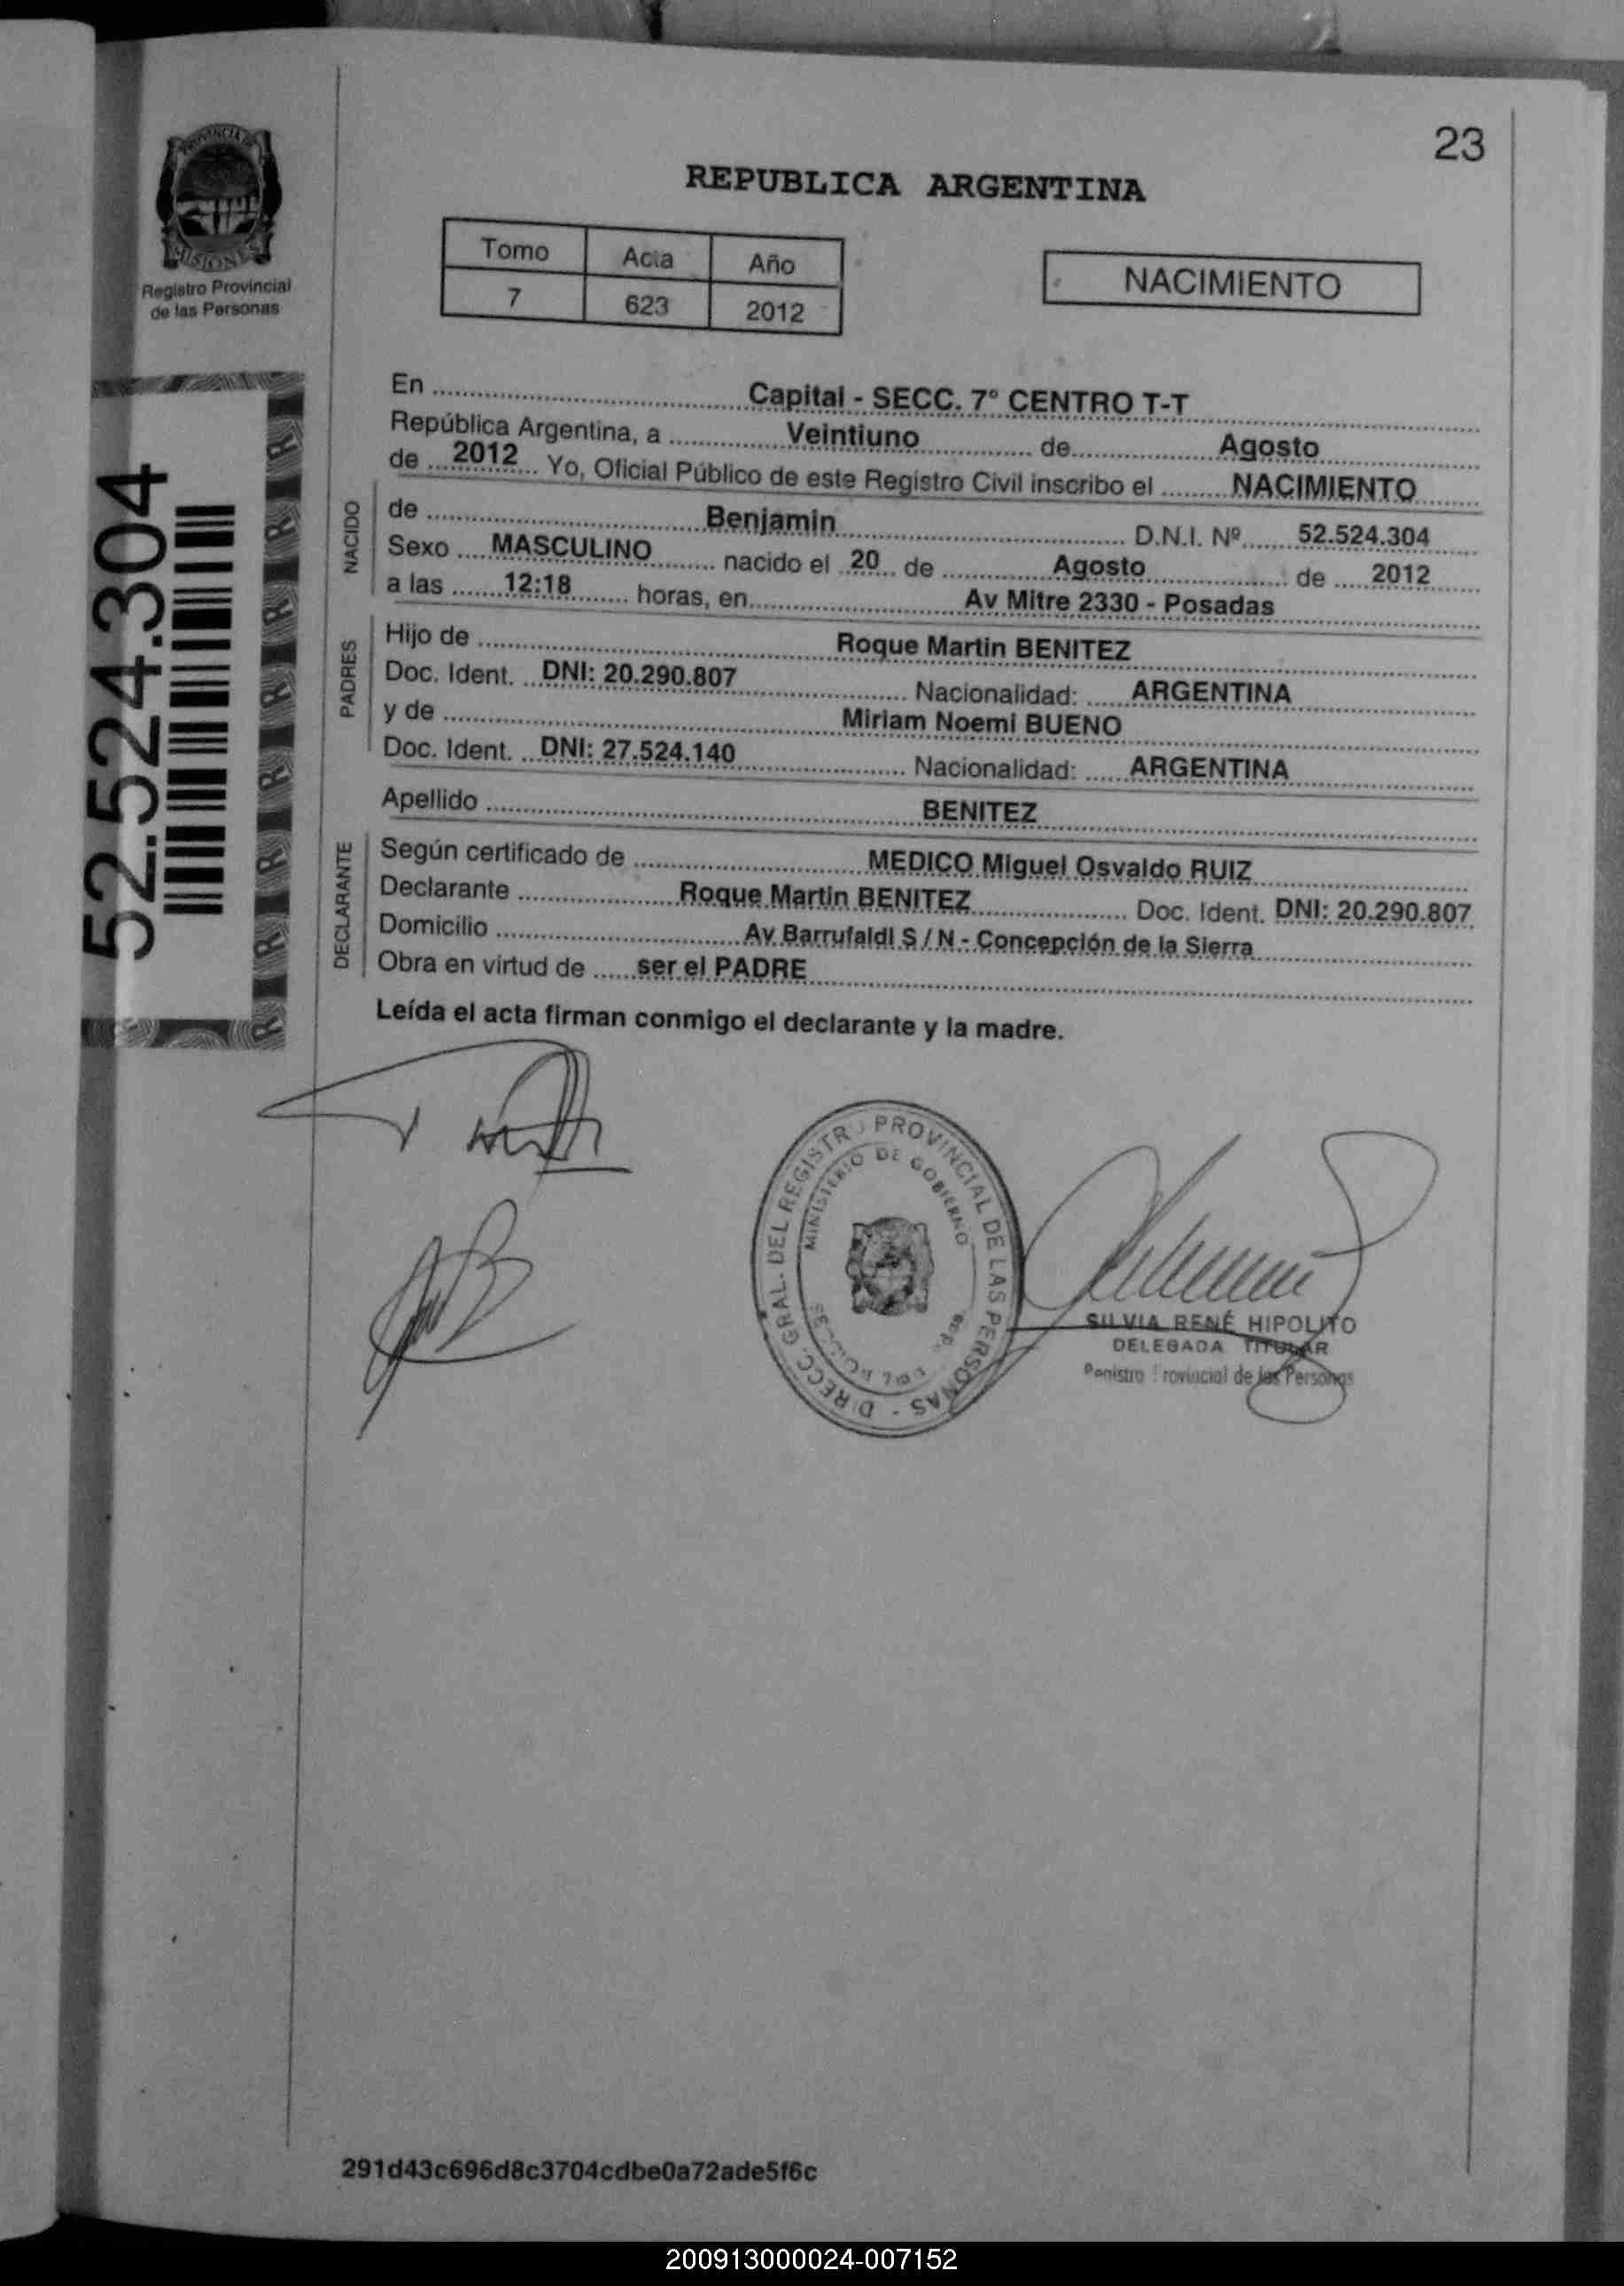 23
REPUBLICA ARGENTINA
PROVINCIA DE
MISIONES
Registro Provincial
de las Personas
Tomo Acta Año
7 623 2012
NACIMIENTO
52.524.304
R R R R R R R R
En Capital - SECC. 7° CENTRO T-T
República Argentina, a Veintiuno de Agosto
de 2012 Yo, Oficial Público de este Registro Civil inscribo el NACIMIENTO
NACIDO
de Benjamin D.N.I. Nº 52.524.304
Sexo MASCULINO nacido el 20 de Agosto de 2012
a las 12:18 horas, en Av Mitre 2330 - Posadas
PADRES
Hijo de Roque Martin BENITEZ
Doc. Ident. DNI: 20.290.807 Nacionalidad: ARGENTINA
y de Miriam Noemi BUENO
Doc. Ident. DNI: 27.524.140 Nacionalidad: ARGENTINA
Apellido BENITEZ
DECLARANTE
Según certificado de MEDICO Miguel Osvaldo RUIZ
Declarante Roque Martin BENITEZ Doc. Ident. DNI: 20.290.807
Domicilio Av Barrufaldi S / N - Concepción de la Sierra
Obra en virtud de ser el PADRE
Leída el acta firman conmigo el declarante y la madre.
DIRECC. GRAL. DEL REGISTRO PROVINCIAL DE LAS PERSONAS
MINISTERIO DE GOBIERNO
SILVIA RENÉ HIPOLITO
DELEGADA TITULAR
Registro Provincial de las Personas
291d43c696d8c3704cdbe0a72ade5f6c
200913000024-007152